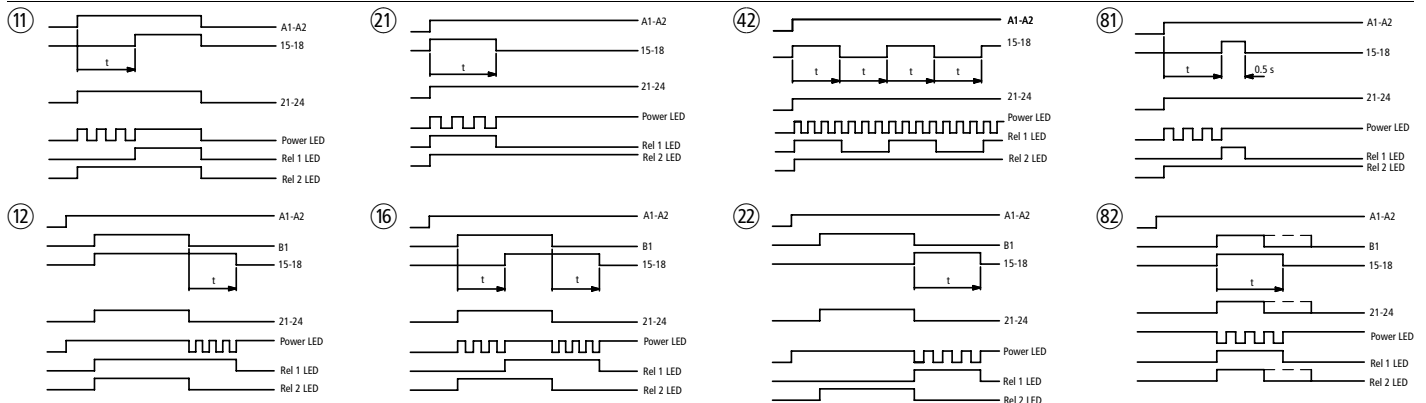 11
A1-A2
15-18
t
21-24
Power LED
Rel 1 LED
Rel 2 LED
21
A1-A2
15-18
t
21-24
Power LED
Rel 1 LED
Rel 2 LED
42
A1-A2
15-18
t t t t
21-24
Power LED
Rel 1 LED
Rel 2 LED
81
A1-A2
15-18
t 0.5 s
21-24
Power LED
Rel 1 LED
Rel 2 LED
12
A1-A2
B1
15-18
t
21-24
Power LED
Rel 1 LED
Rel 2 LED
16
A1-A2
B1
15-18
t t
21-24
Power LED
Rel 1 LED
Rel 2 LED
22
A1-A2
B1
15-18
t
21-24
Power LED
Rel 1 LED
Rel 2 LED
82
A1-A2
B1
15-18
t
21-24
Power LED
Rel 1 LED
Rel 2 LED